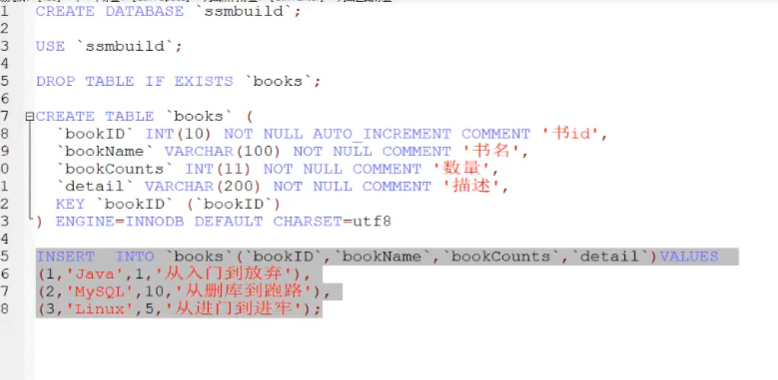 1 CREATE DATABASE `ssmbuild`;
2
3 USE `ssmbuild`;
4
5 DROP TABLE IF EXISTS `books`;
6
7 CREATE TABLE `books` (
8 `bookID` INT(10) NOT NULL AUTO_INCREMENT COMMENT '书id',
9 `bookName` VARCHAR(100) NOT NULL COMMENT '书名',
0 `bookCounts` INT(11) NOT NULL COMMENT '数量',
1 `detail` VARCHAR(200) NOT NULL COMMENT '描述',
2 KEY `bookID` (`bookID`)
3 ) ENGINE=INNODB DEFAULT CHARSET=utf8
4
5 INSERT  INTO `books`(`bookID`,`bookName`,`bookCounts`,`detail`)VALUES
6 (1,'Java',1,'从入门到放弃'),
7 (2,'MySQL',10,'从删库到跑路'),
8 (3,'Linux',5,'从进门到进牢');